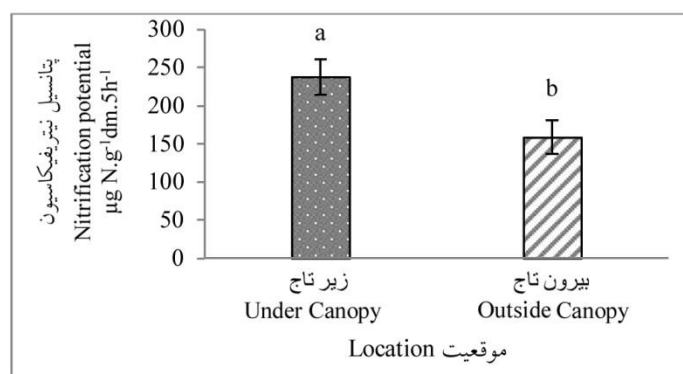 پتانسیل نیتریفیکاسیون
Nitrification potential
µg N.g⁻¹dm.5h⁻¹
300
250
200
150
100
50
0
a
b
زیر تاج
Under Canopy
بیرون تاج
Outside Canopy
Location موقعیت